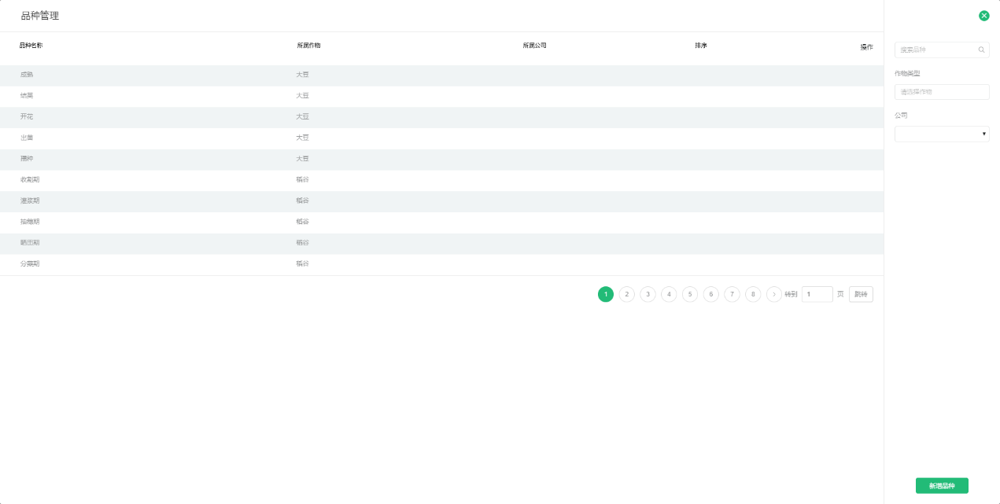 品种管理
品种名称 所属作物 所属公司 排序 操作
成熟 大豆
结荚 大豆
开花 大豆
出苗 大豆
播种 大豆
收割期 稻谷
灌浆期 稻谷
抽穗期 稻谷
晒田期 稻谷
分蘖期 稻谷
1 2 3 4 5 6 7 8 > 转到 1 页 跳转
搜索品种
作物类型
请选择作物
公司
新增品种